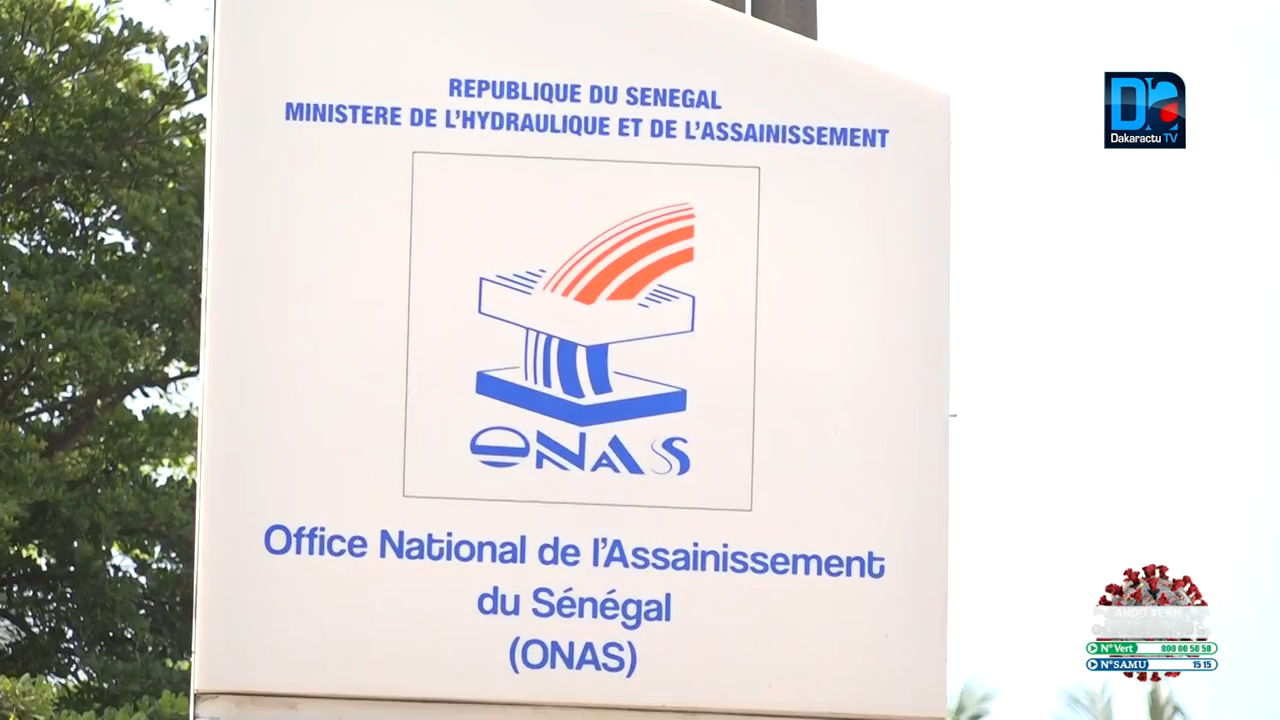 REPUBLIQUE DU SENEGAL
MINISTERE DE L'HYDRAULIQUE ET DE L'ASSAINISSEMENT
ONAS
Office National de l'Assainissement
du Sénégal
(ONAS)
Dakaractu TV
N° Vert 800 00 50 50
N° SAMU 15 15